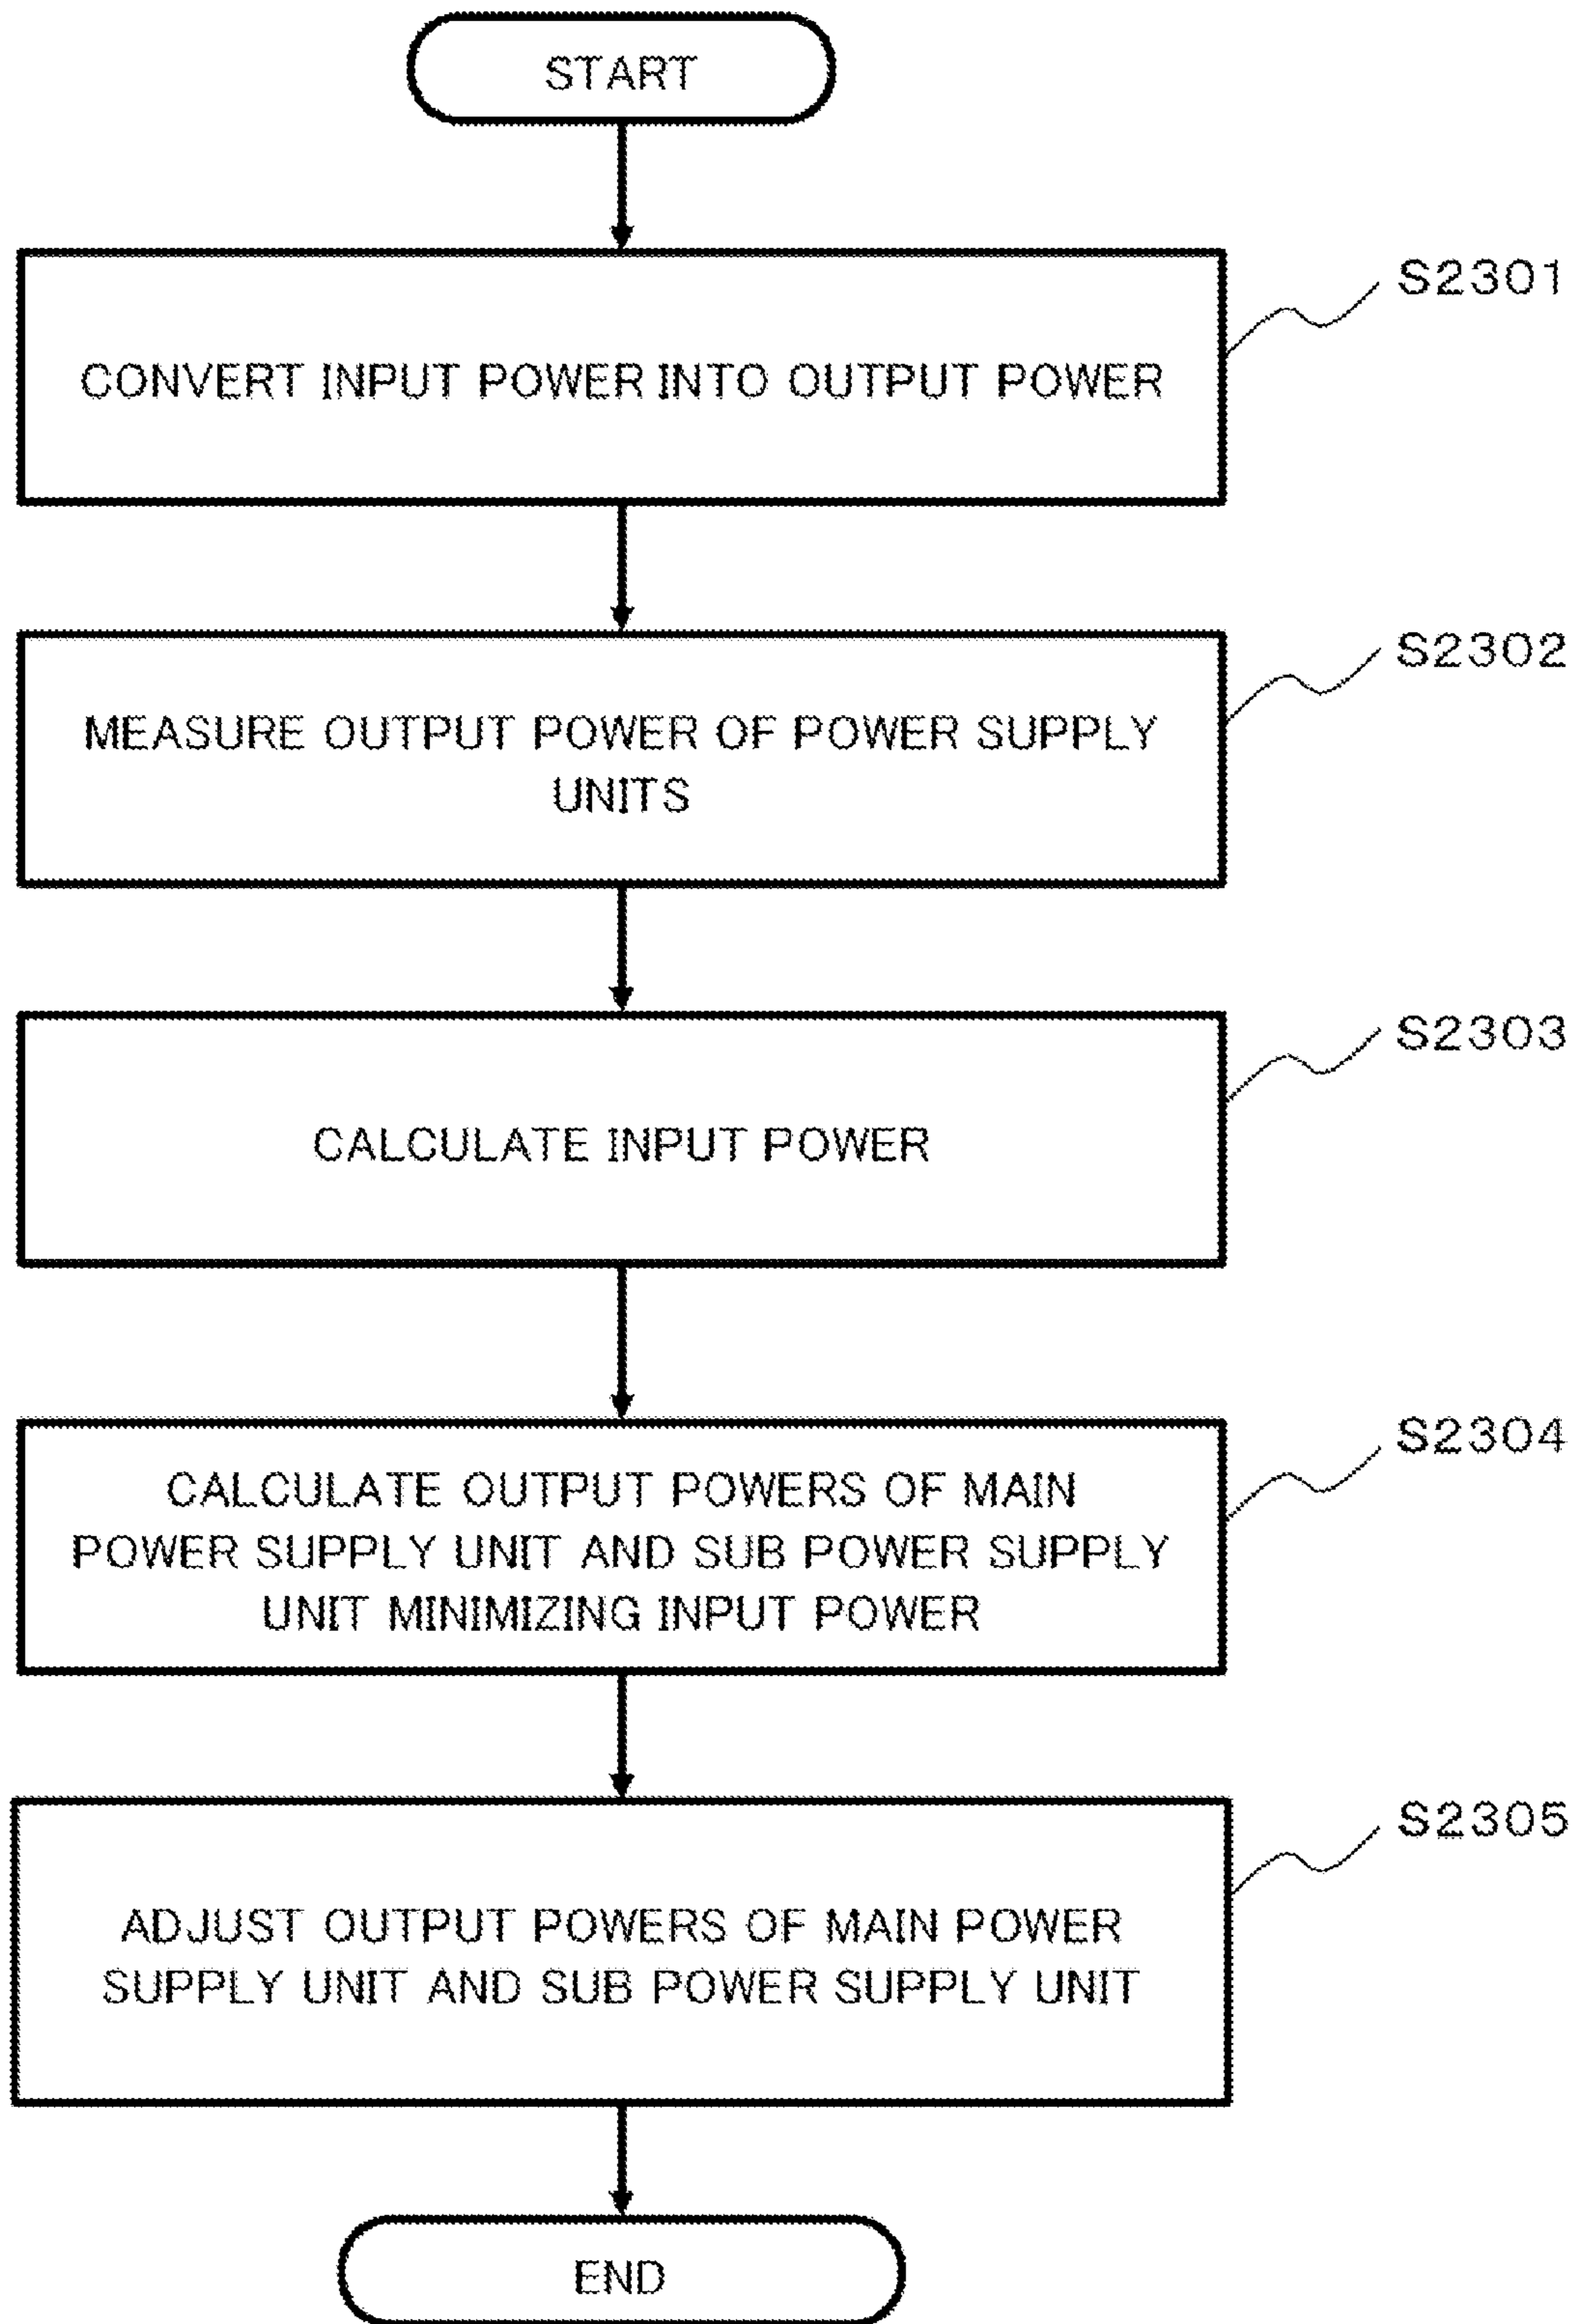 START
S2301
CONVERT INPUT POWER INTO OUTPUT POWER
S2302
MEASURE OUTPUT POWER OF POWER SUPPLY
UNITS
S2303
CALCULATE INPUT POWER
S2304
CALCULATE OUTPUT POWERS OF MAIN
POWER SUPPLY UNIT AND SUB POWER SUPPLY
UNIT MINIMIZING INPUT POWER
S2305
ADJUST OUTPUT POWERS OF MAIN POWER
SUPPLY UNIT AND SUB POWER SUPPLY UNIT
END